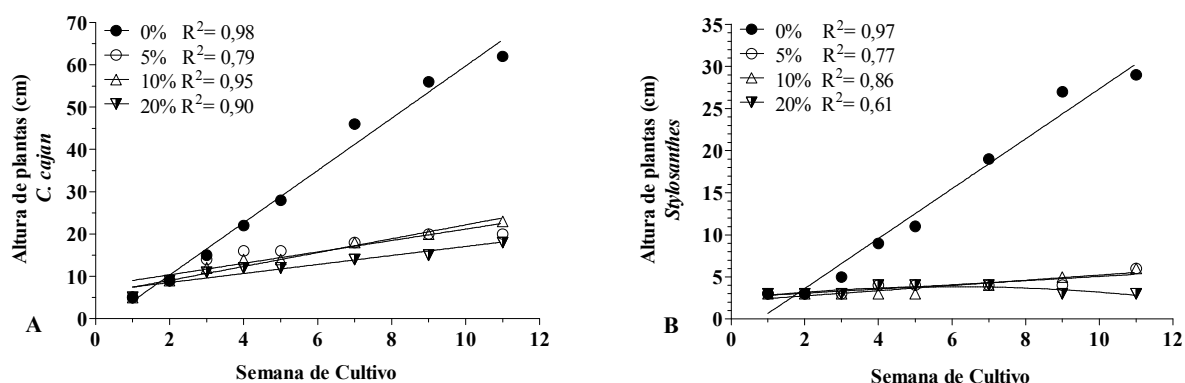 70
60
50
40
30
20
10
0
Altura de plantas (cm)
C. cajan
0% R²= 0,98
5% R²= 0,79
10% R²= 0,95
20% R²= 0,90
0 2 4 6 8 10 12
Semana de Cultivo
A
35
30
25
20
15
10
5
0
Altura de plantas (cm)
Stylosanthes
0% R²= 0,97
5% R²= 0,77
10% R²= 0,86
20% R²= 0,61
0 2 4 6 8 10 12
Semana de Cultivo
B